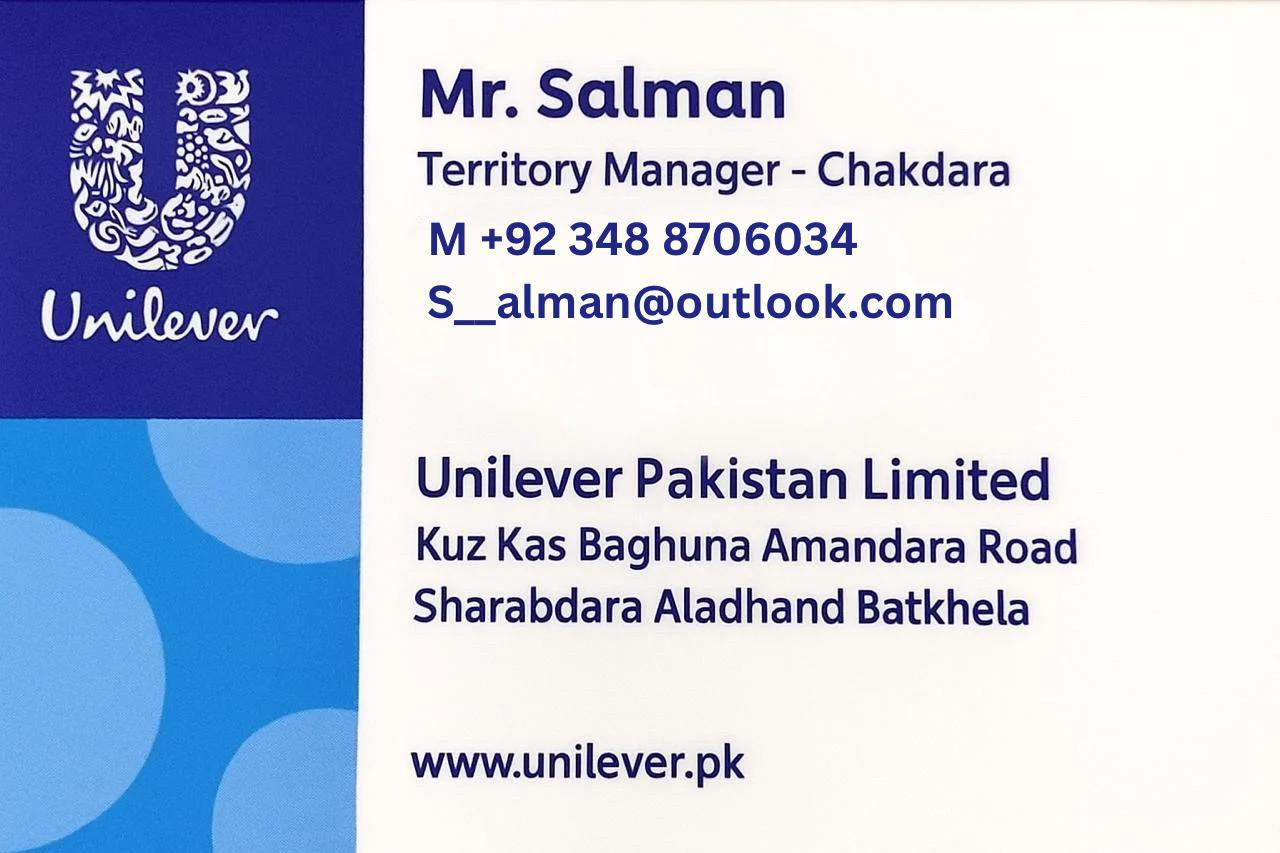 Unilever
Mr. Salman
Territory Manager - Chakdara
M +92 348 8706034
S__alman@outlook.com
Unilever Pakistan Limited
Kuz Kas Baghuna Amandara Road
Sharabdara Aladhand Batkhela
www.unilever.pk